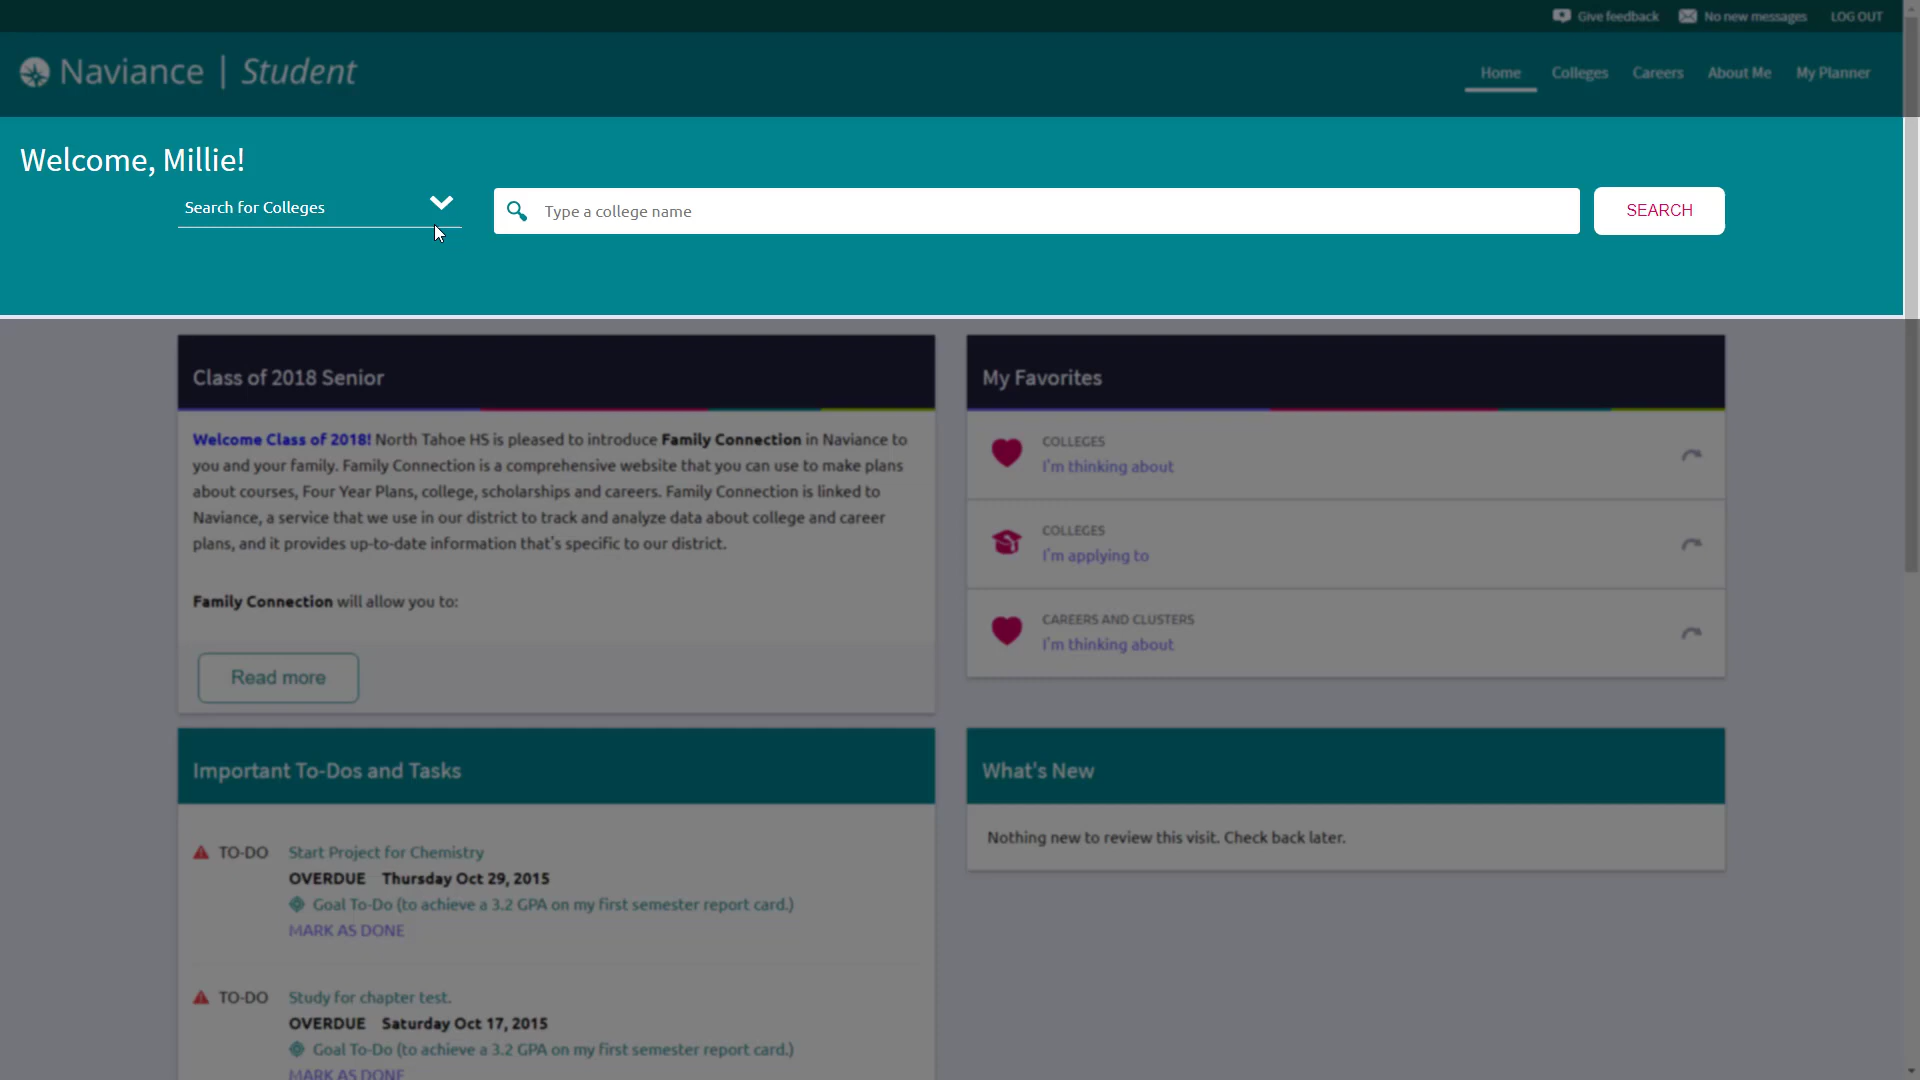 Give feedback
No new messages
LOG OUT
Naviance | Student
Home
Colleges
Careers
About Me
My Planner
Welcome, Millie!
Search for Colleges
Type a college name
SEARCH
Class of 2018 Senior
Welcome Class of 2018! North Tahoe HS is pleased to introduce Family Connection in Naviance to
you and your family. Family Connection is a comprehensive website that you can use to make plans
about courses, Four Year Plans, college, scholarships and careers. Family Connection is linked to
Naviance, a service that we use in our district to track and analyze data about college and career
plans, and it provides up-to-date information that's specific to our district.
Family Connection will allow you to:
Read more
My Favorites
COLLEGES
I'm thinking about
COLLEGES
I'm applying to
CAREERS AND CLUSTERS
I'm thinking about
Important To-Dos and Tasks
TO-DO Start Project for Chemistry
OVERDUE Thursday Oct 29, 2015
Goal To-Do (to achieve a 3.2 GPA on my first semester report card.)
MARK AS DONE
TO-DO Study for chapter test.
OVERDUE Saturday Oct 17, 2015
Goal To-Do (to achieve a 3.2 GPA on my first semester report card.)
MARK AS DONE
What's New
Nothing new to review this visit. Check back later.